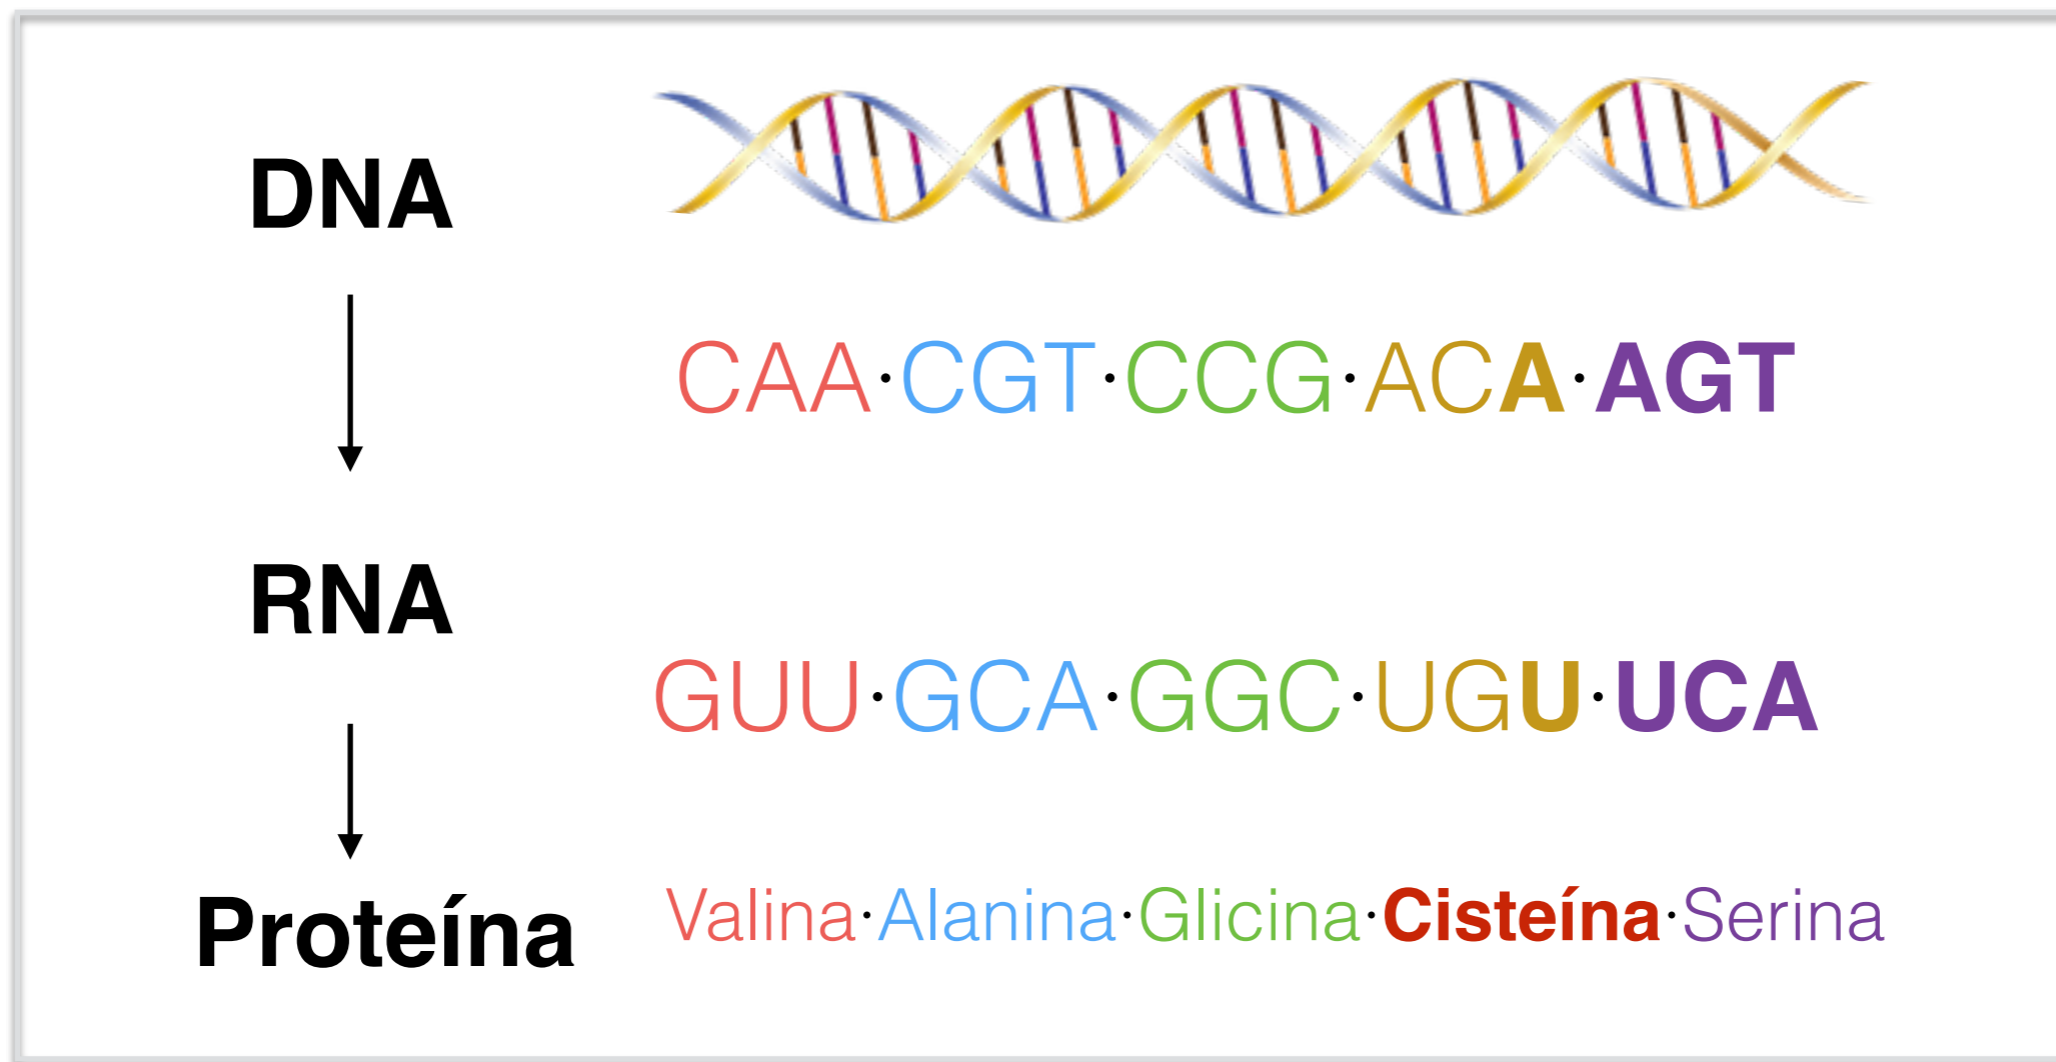 DNA
CAA·CGT·CCG·ACA·AGT
RNA
GUU·GCA·GGC·UGU·UCA
Proteína
Valina·Alanina·Glicina·Cisteína·Serina